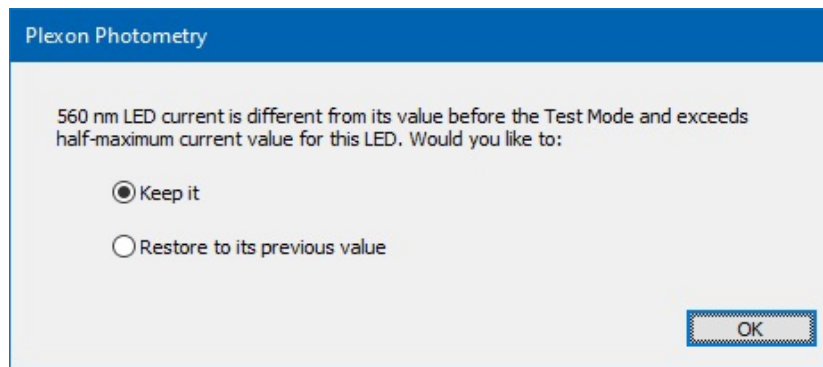 Plexon Photometry
560 nm LED current is different from its value before the Test Mode and exceeds
half-maximum current value for this LED. Would you like to:
Keep it
Restore to its previous value
OK